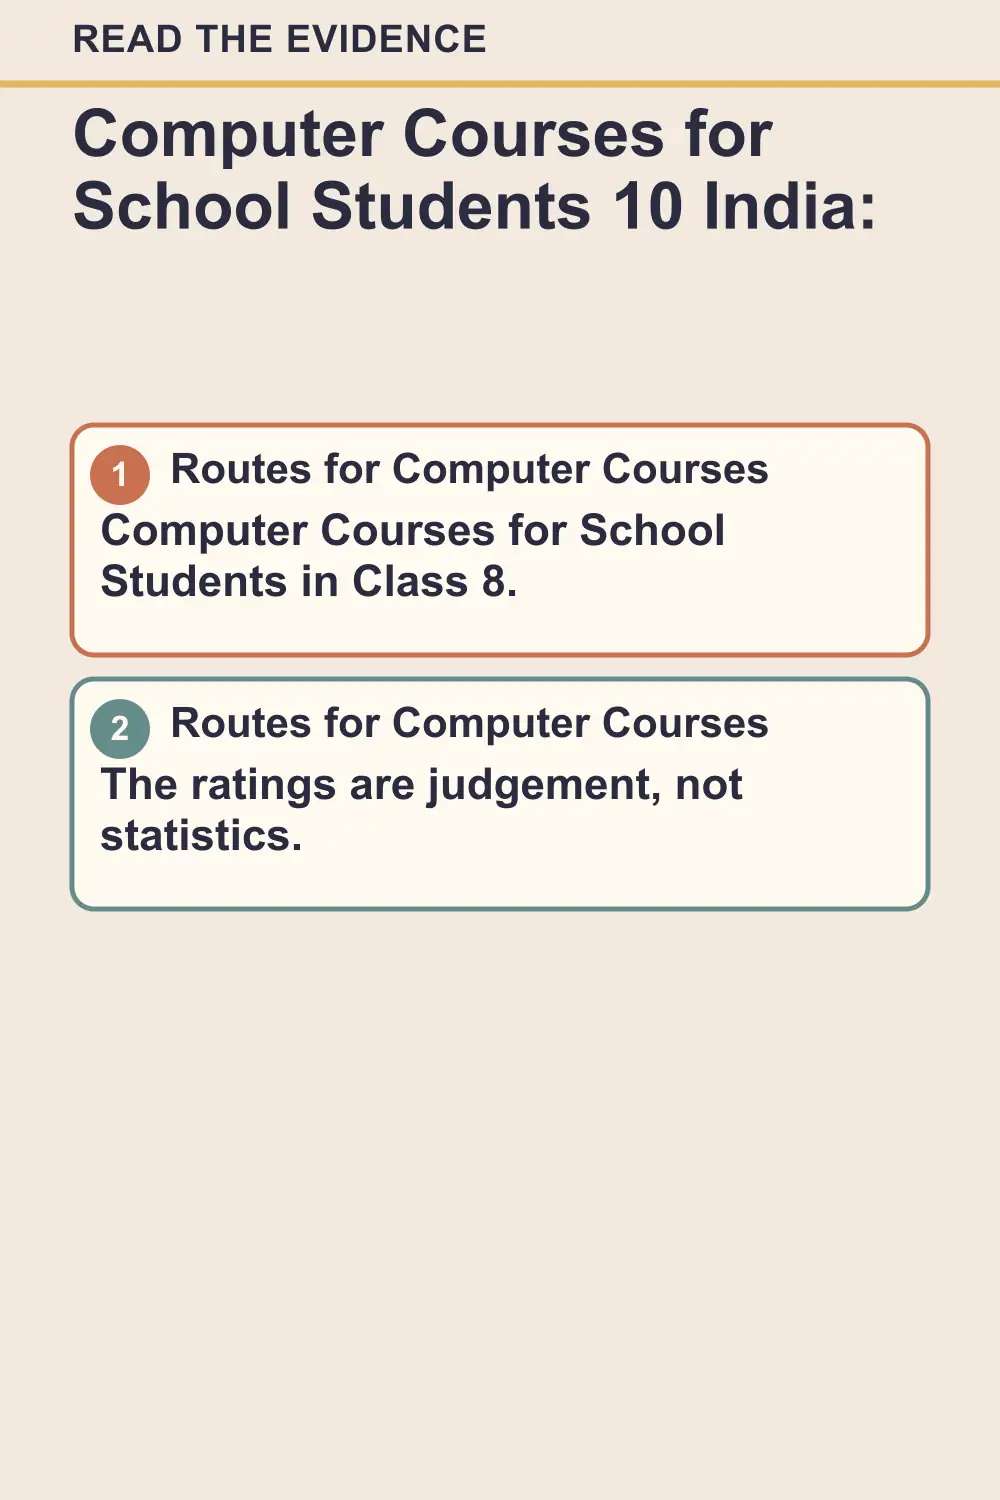 READ THE EVIDENCE
Computer Courses for
School Students 10 India:
1 Routes for Computer Courses
Computer Courses for School
Students in Class 8.
2 Routes for Computer Courses
The ratings are judgement, not
statistics.